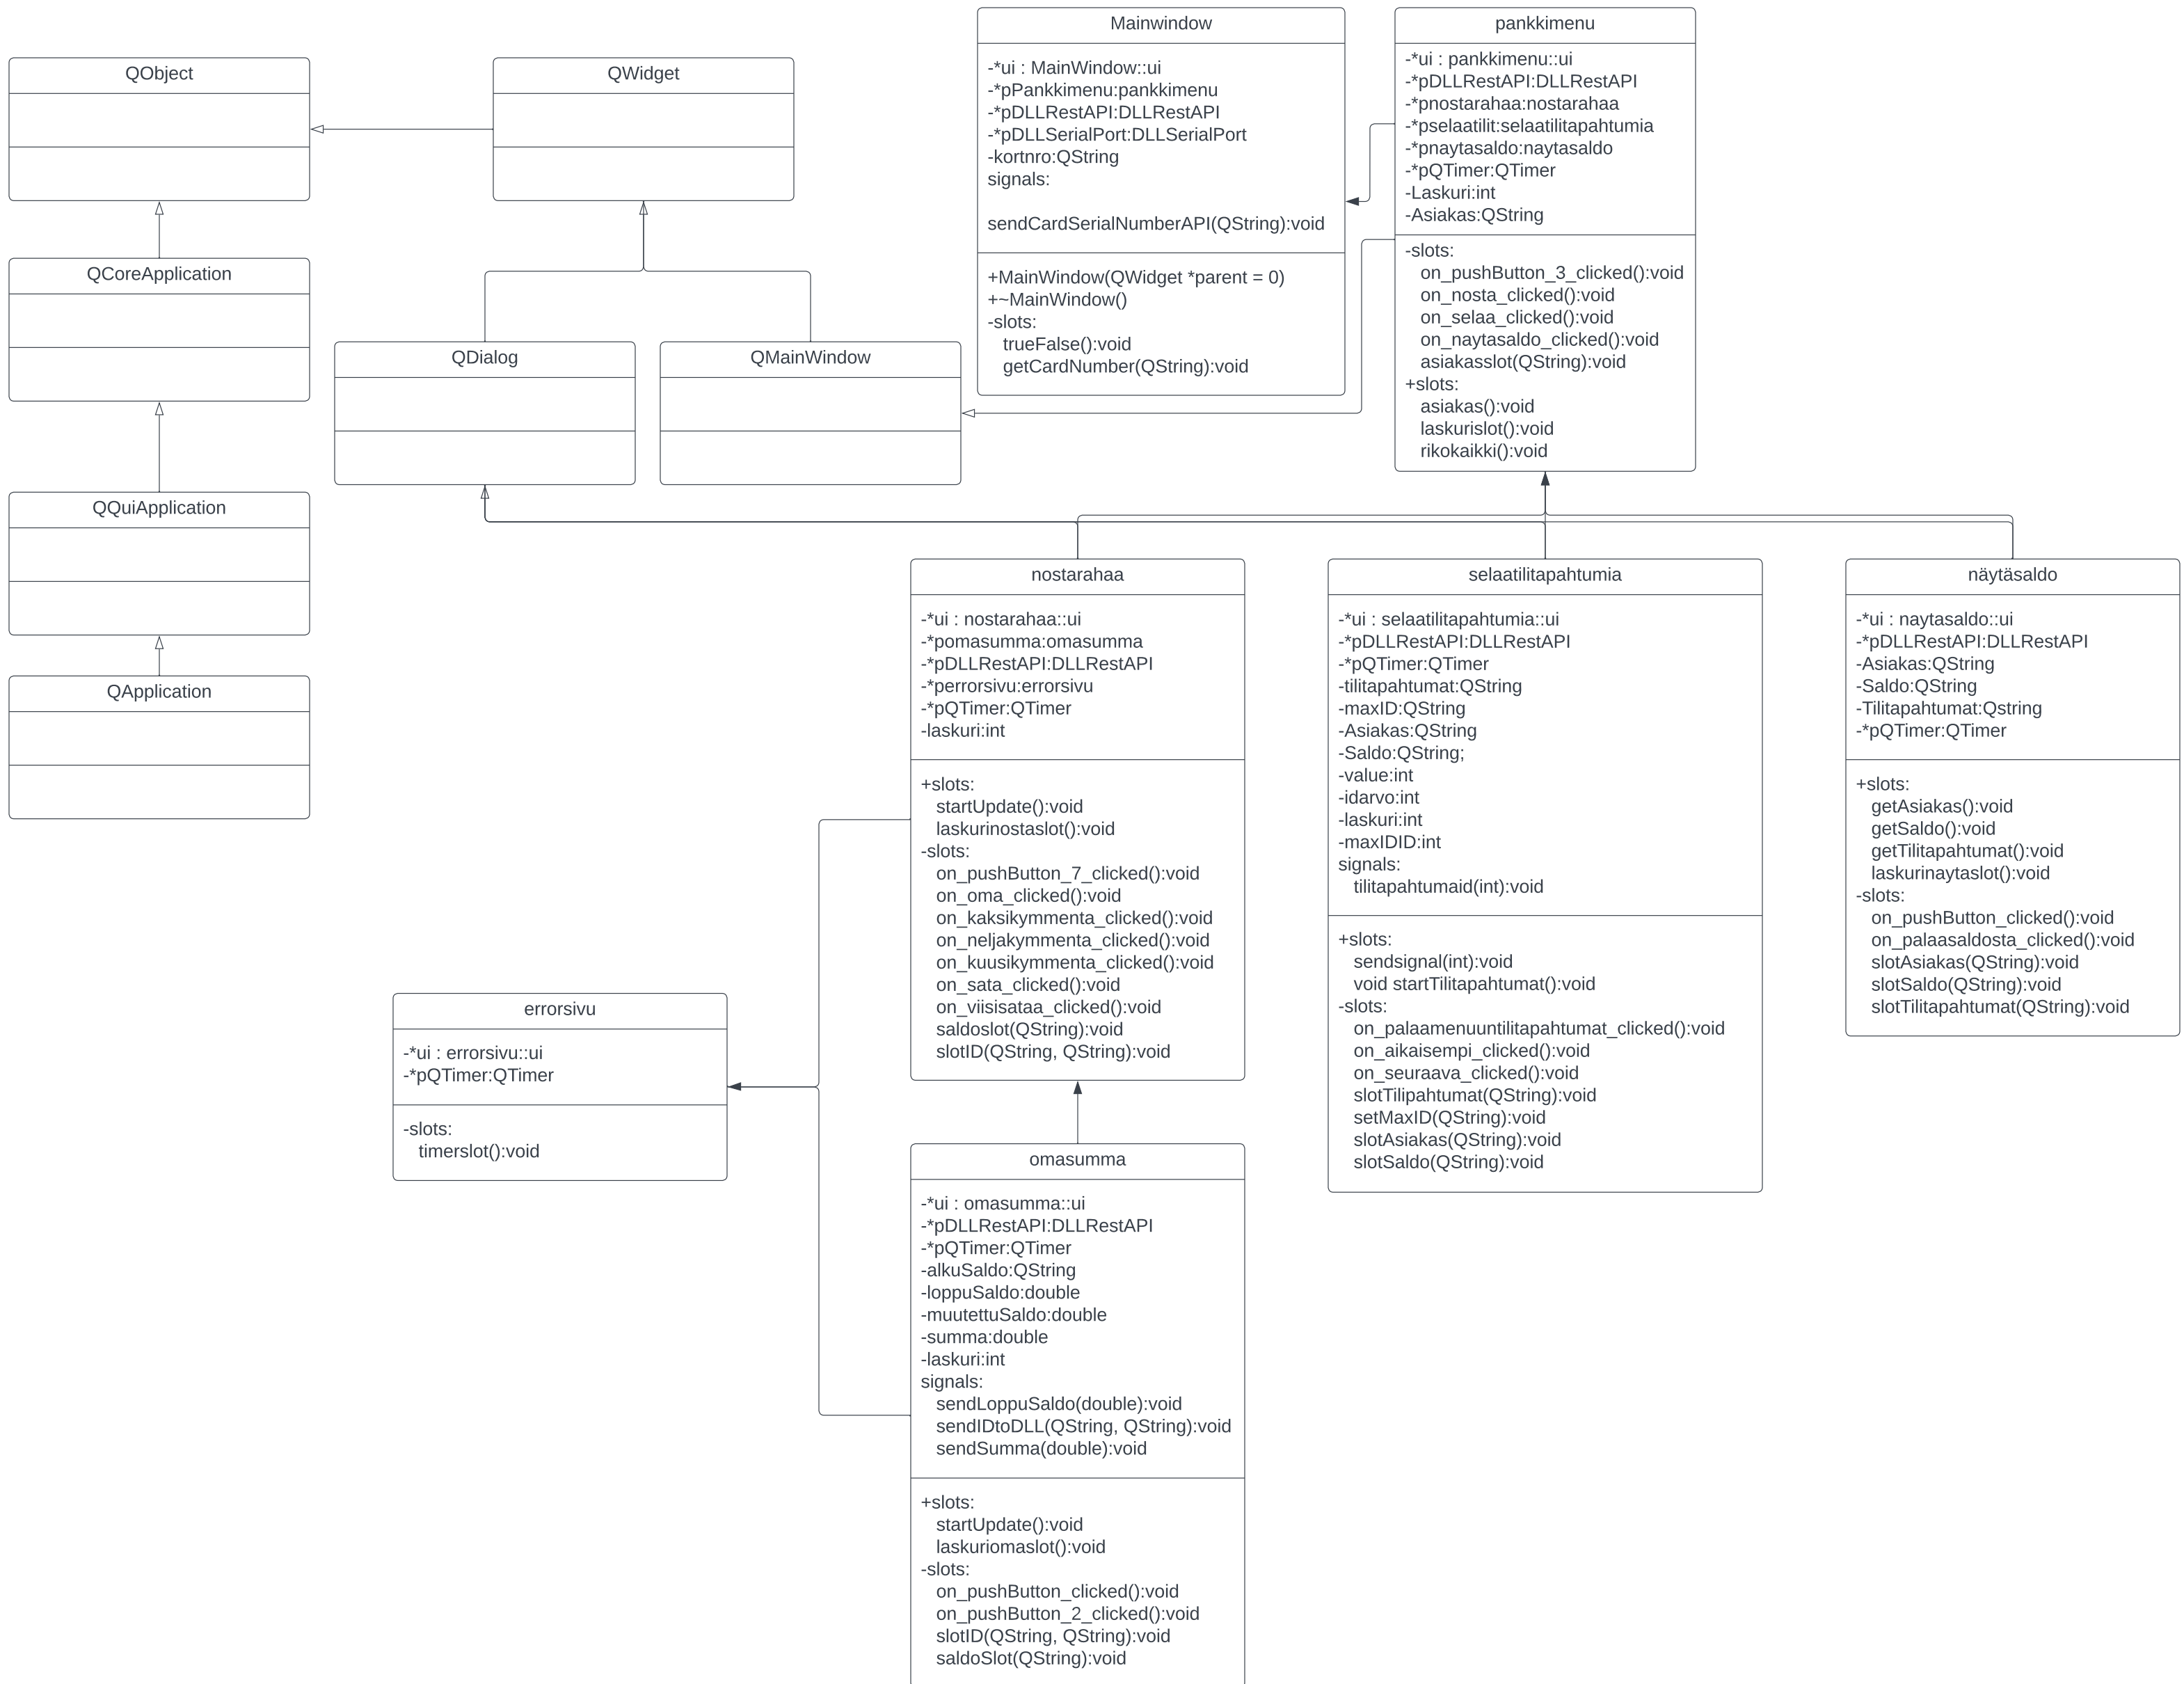 QObject
QWidget
QCoreApplication
QDialog
QMainWindow
QQuiApplication
QApplication
Mainwindow
-*ui : MainWindow::ui
-*pPankkimenu:pankkimenu
-*pDLLRestAPI:DLLRestAPI
-*pDLLSerialPort:DLLSerialPort
-kortnro:QString
signals:
sendCardSerialNumberAPI(QString):void
+MainWindow(QWidget *parent = 0)
+~MainWindow()
-slots:
trueFalse():void
getCardNumber(QString):void
pankkimenu
-*ui : pankkimenu::ui
-*pDLLRestAPI:DLLRestAPI
-*pnostarahaa:nostarahaa
-*pselaatilit:selaatilitapahtumia
-*pnaytasaldo:naytasaldo
-*pQTimer:QTimer
-Laskuri:int
-Asiakas:QString
-slots:
on_pushButton_3_clicked():void
on_nosta_clicked():void
on_selaa_clicked():void
on_naytasaldo_clicked():void
asiakasslot(QString):void
+slots:
asiakas():void
laskurislot():void
rikokaikki():void
nostarahaa
-*ui : nostarahaa::ui
-*pomasumma:omasumma
-*pDLLRestAPI:DLLRestAPI
-*perrorsivu:errorsivu
-*pQTimer:QTimer
-laskuri:int
+slots:
startUpdate():void
laskurinostaslot():void
-slots:
on_pushButton_7_clicked():void
on_oma_clicked():void
on_kaksikymmenta_clicked():void
on_neljakymmenta_clicked():void
on_kuusikymmenta_clicked():void
on_sata_clicked():void
on_viisisataa_clicked():void
saldoslot(QString):void
slotID(QString, QString):void
selaatilitapahtumia
-*ui : selaatilitapahtumia::ui
-*pDLLRestAPI:DLLRestAPI
-*pQTimer:QTimer
-tilitapahtumat:QString
-maxID:QString
-Asiakas:QString
-Saldo:QString;
-value:int
-idarvo:int
-laskuri:int
-maxIDID:int
signals:
tilitapahtumaid(int):void
+slots:
sendsignal(int):void
void startTilitapahtumat():void
-slots:
on_palaamenuuntilitapahtumat_clicked():void
on_aikaisempi_clicked():void
on_seuraava_clicked():void
slotTilipahtumat(QString):void
setMaxID(QString):void
slotAsiakas(QString):void
slotSaldo(QString):void
näytäsaldo
-*ui : naytasaldo::ui
-*pDLLRestAPI:DLLRestAPI
-Asiakas:QString
-Saldo:QString
-Tilitapahtumat:Qstring
-*pQTimer:QTimer
+slots:
getAsiakas():void
getSaldo():void
getTilitapahtumat():void
laskurinaytaslot():void
-slots:
on_pushButton_clicked():void
on_palaasaldosta_clicked():void
slotAsiakas(QString):void
slotSaldo(QString):void
slotTilitapahtumat(QString):void
errorsivu
-*ui : errorsivu::ui
-*pQTimer:QTimer
-slots:
timerslot():void
omasumma
-*ui : omasumma::ui
-*pDLLRestAPI:DLLRestAPI
-*pQTimer:QTimer
-alkuSaldo:QString
-loppuSaldo:double
-muutettuSaldo:double
-summa:double
-laskuri:int
signals:
sendLoppuSaldo(double):void
sendIDtoDLL(QString, QString):void
sendSumma(double):void
+slots:
startUpdate():void
laskuriomaslot():void
-slots:
on_pushButton_clicked():void
on_pushButton_2_clicked():void
slotID(QString, QString):void
saldoSlot(QString):void